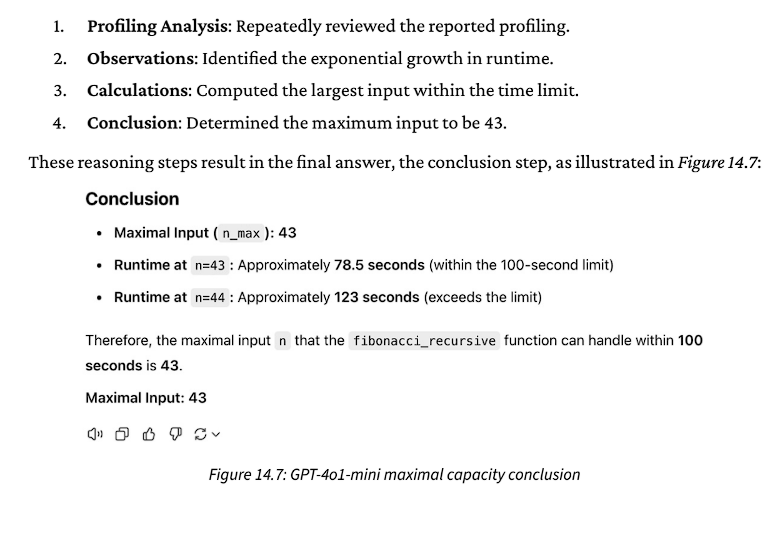 1. Profiling Analysis: Repeatedly reviewed the reported profiling.
2. Observations: Identified the exponential growth in runtime.
3. Calculations: Computed the largest input within the time limit.
4. Conclusion: Determined the maximum input to be 43.
These reasoning steps result in the final answer, the conclusion step, as illustrated in Figure 14.7:
Conclusion
• Maximal Input ( n_max ): 43
• Runtime at n=43 : Approximately 78.5 seconds (within the 100-second limit)
• Runtime at n=44 : Approximately 123 seconds (exceeds the limit)
Therefore, the maximal input n that the fibonacci_recursive function can handle within 100
seconds is 43.
Maximal Input: 43
Figure 14.7: GPT-4o1-mini maximal capacity conclusion